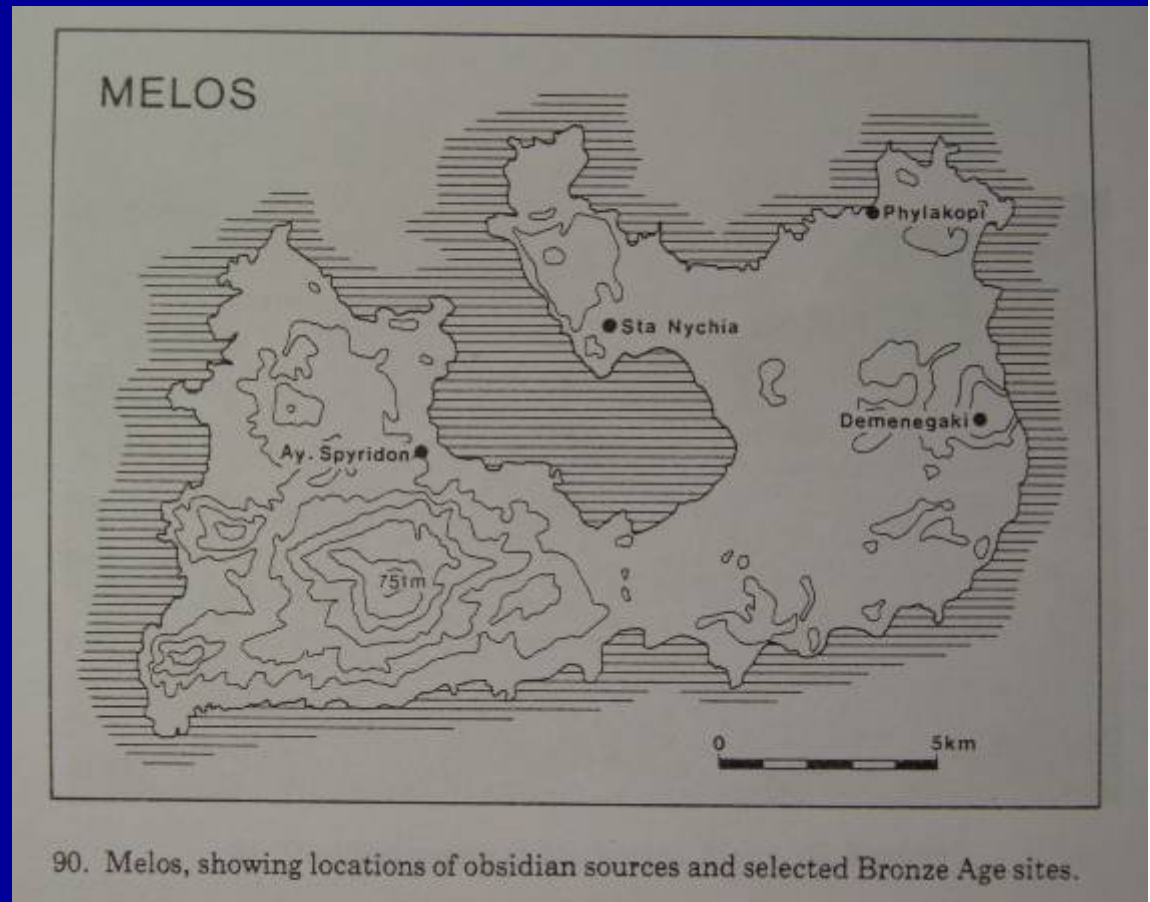 MELOS
Phylakopi
Sta Nychia
Demenegaki
Ay. Spyridon
751m
0 5km
90. Melos, showing locations of obsidian sources and selected Bronze Age sites.